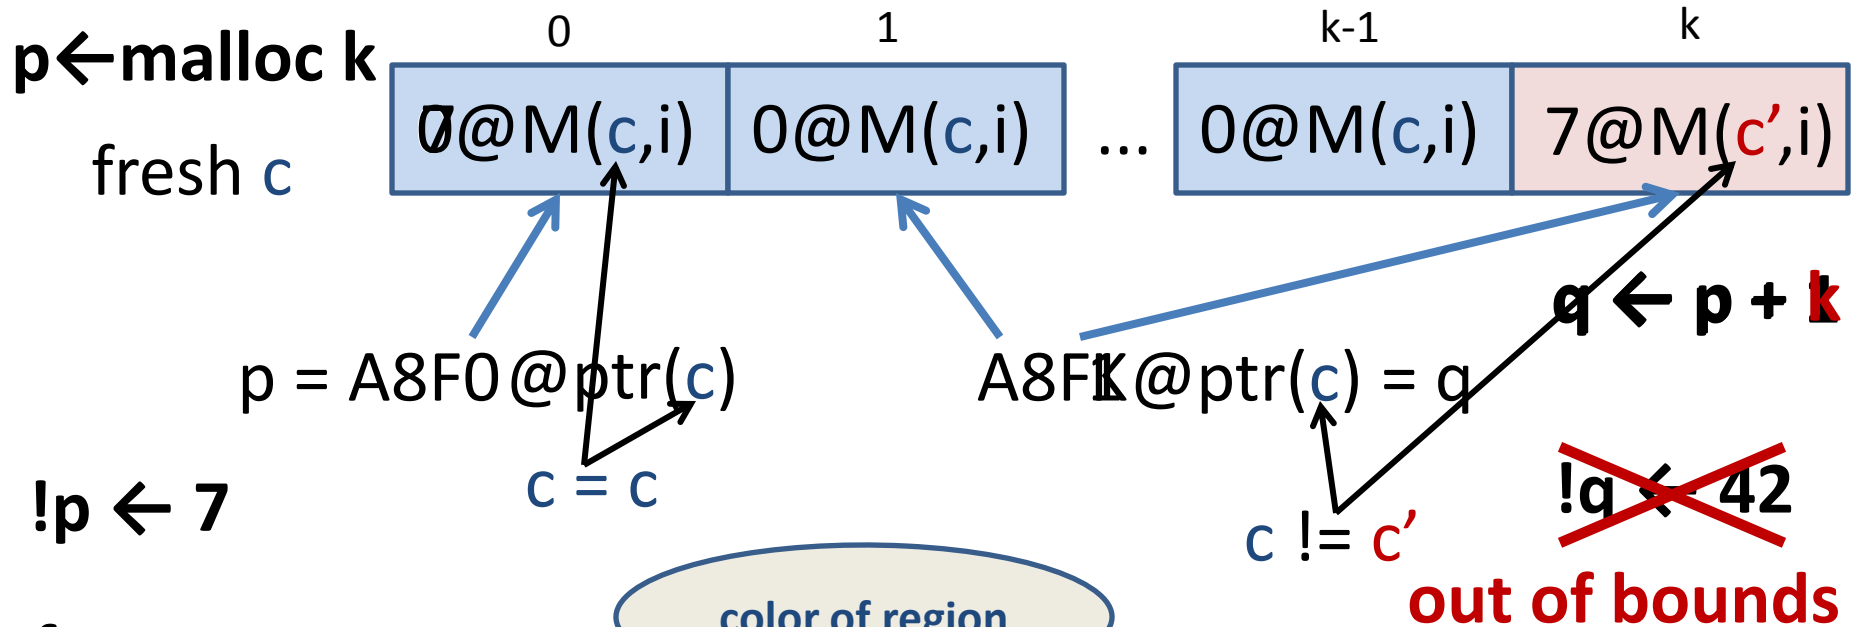 0 1 k-1 k
p←malloc k
0@M(c,i) 0@M(c,i) ... 0@M(c,i) 7@M(c’,i)
fresh c
q ← p + k
p = A8F0@ptr(c) A8FK@ptr(c) = q
c = c
!p ← 7
!q ← 42
c != c’
out of bounds
color of region